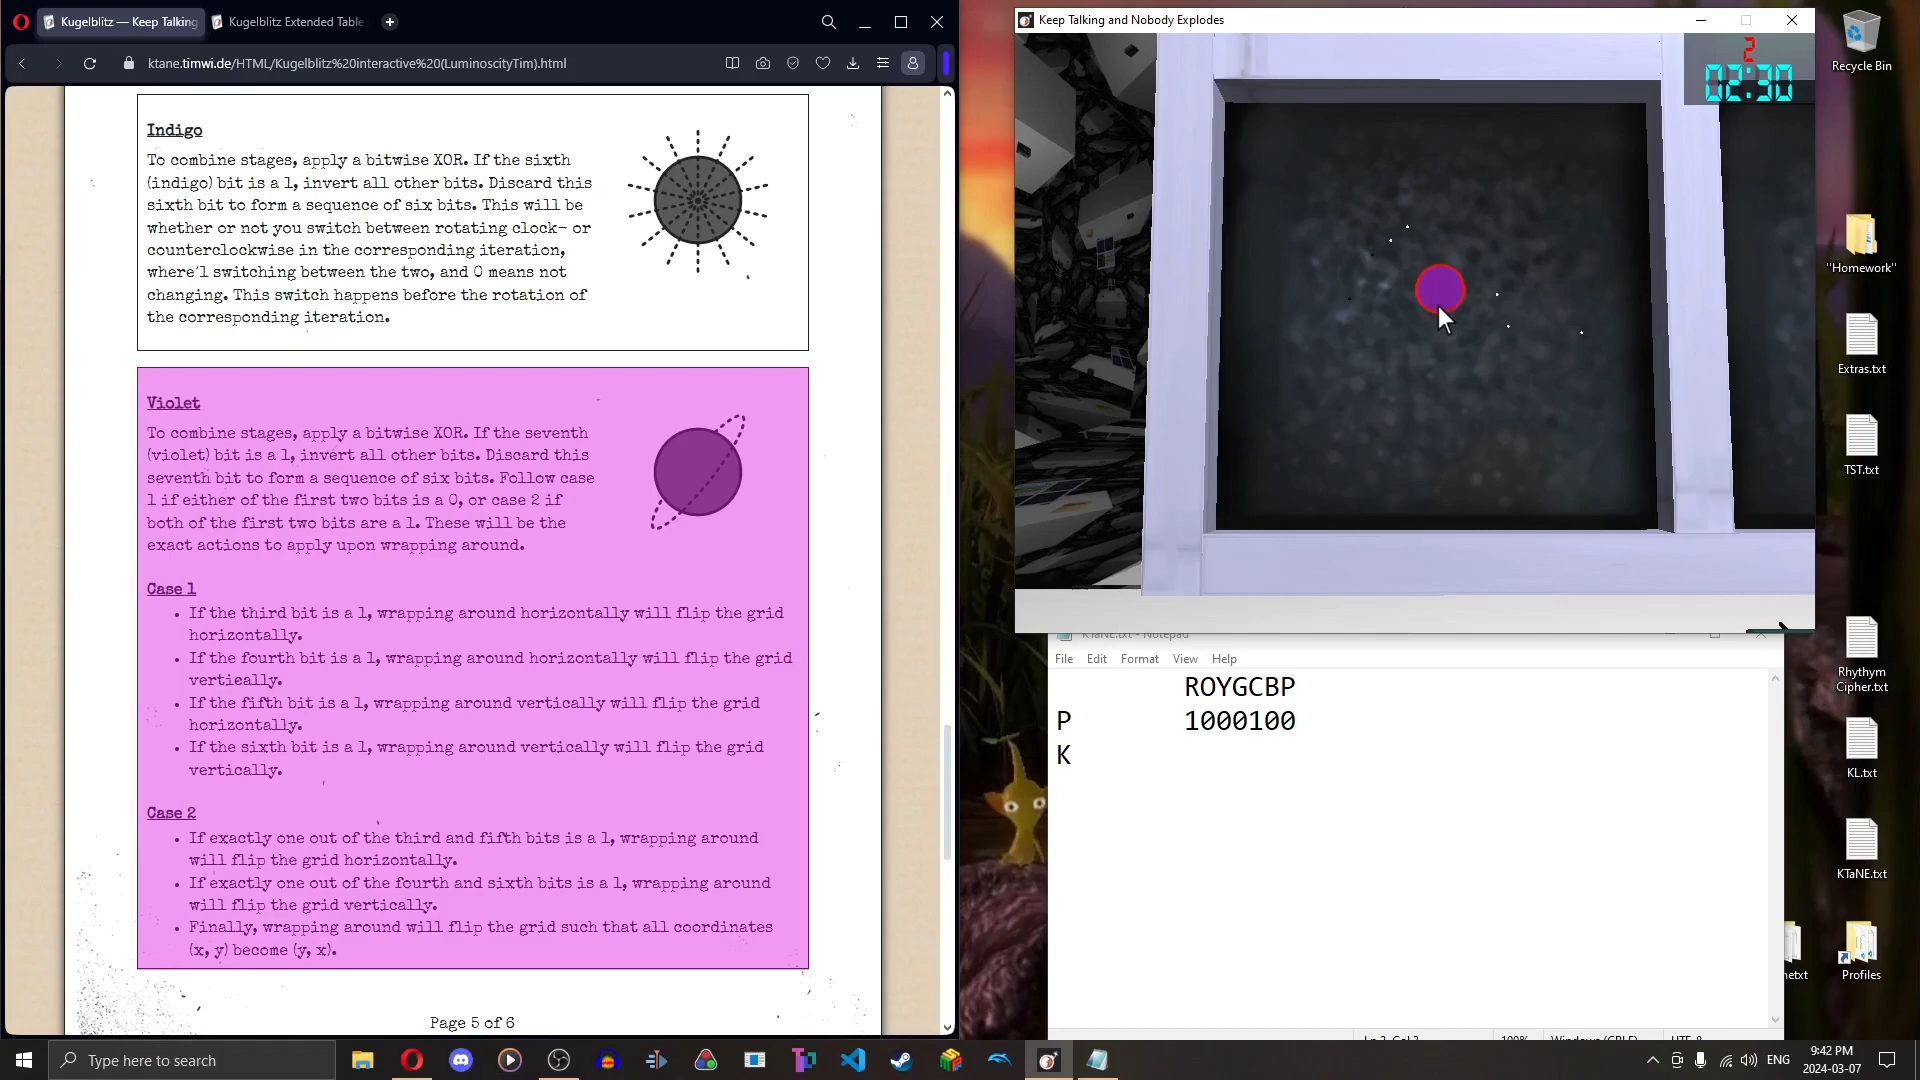 Kugelblitz — Keep Talking
Kugelblitz Extended Table
ktane.timwi.de/HTML/Kugelblitz%20interactive%20(LuminosityTim).html
Indigo
To combine stages, apply a bitwise XOR. If the sixth
(indigo) bit is a 1, invert all other bits. Discard this
sixth bit to form a sequence of six bits. This will be
whether or not you switch between rotating clock- or
counterclockwise in the corresponding iteration,
where 1 switching between the two, and 0 means not
changing. This switch happens before the rotation of
the corresponding iteration.
Violet
To combine stages, apply a bitwise XOR. If the seventh
(violet) bit is a 1, invert all other bits. Discard this
seventh bit to form a sequence of six bits. Follow case
1 if either of the first two bits is a 0, or case 2 if
both of the first two bits are a 1. These will be the
exact actions to apply upon wrapping around.
Case 1
• If the third bit is a 1, wrapping around horizontally will flip the grid
horizontally.
• If the fourth bit is a 1, wrapping around horizontally will flip the grid
vertically.
• If the fifth bit is a 1, wrapping around vertically will flip the grid
horizontally.
• If the sixth bit is a 1, wrapping around vertically will flip the grid
vertically.
Case 2
• If exactly one out of the third and fifth bits is a 1, wrapping around
will flip the grid horizontally.
• If exactly one out of the fourth and sixth bits is a 1, wrapping around
will flip the grid vertically.
• Finally, wrapping around will flip the grid such that all coordinates
(x, y) become (y, x).
Page 5 of 6
Keep Talking and Nobody Explodes
2
02:30
KTaNE.txt - Notepad
File Edit Format View Help
ROYGCBP
P 1000100
K
Recycle Bin
"Homework"
Extras.txt
TST.txt
Rhythym
Cipher.txt
KL.txt
KTaNE.txt
Profiles
Type here to search
ENG
9:42 PM
2024-03-07